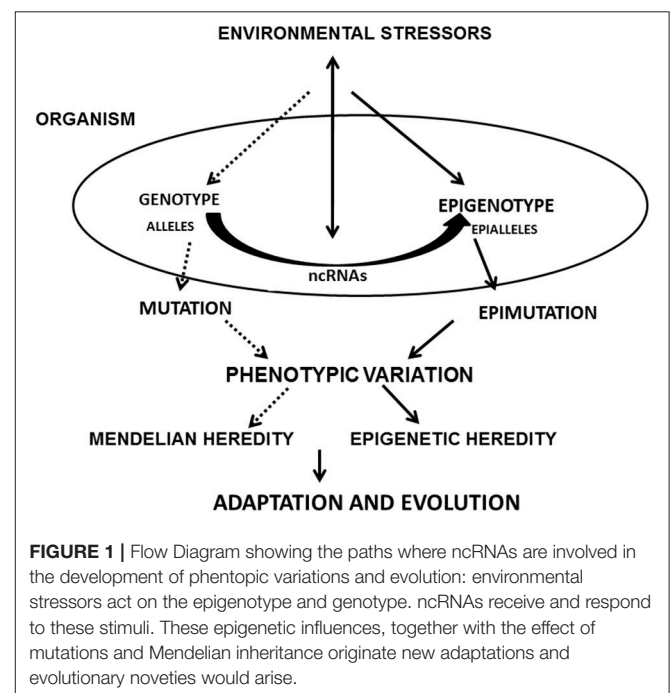 ENVIRONMENTAL STRESSORS
ORGANISM
GENOTYPE
EPIGENOTYPE
ALLELES
EPIALLELES
ncRNAs
MUTATION
EPIMUTATION
PHENOTYPIC VARIATION
MENDELIAN HEREDITY
EPIGENETIC HEREDITY
ADAPTATION AND EVOLUTION
FIGURE 1 | Flow Diagram showing the paths where ncRNAs are involved in
the development of phentopic variations and evolution: environmental
stressors act on the epigenotype and genotype. ncRNAs receive and respond
to these stimuli. These epigenetic influences, together with the effect of
mutations and Mendelian inheritance originate new adaptations and
evolutionary noveties would arise.